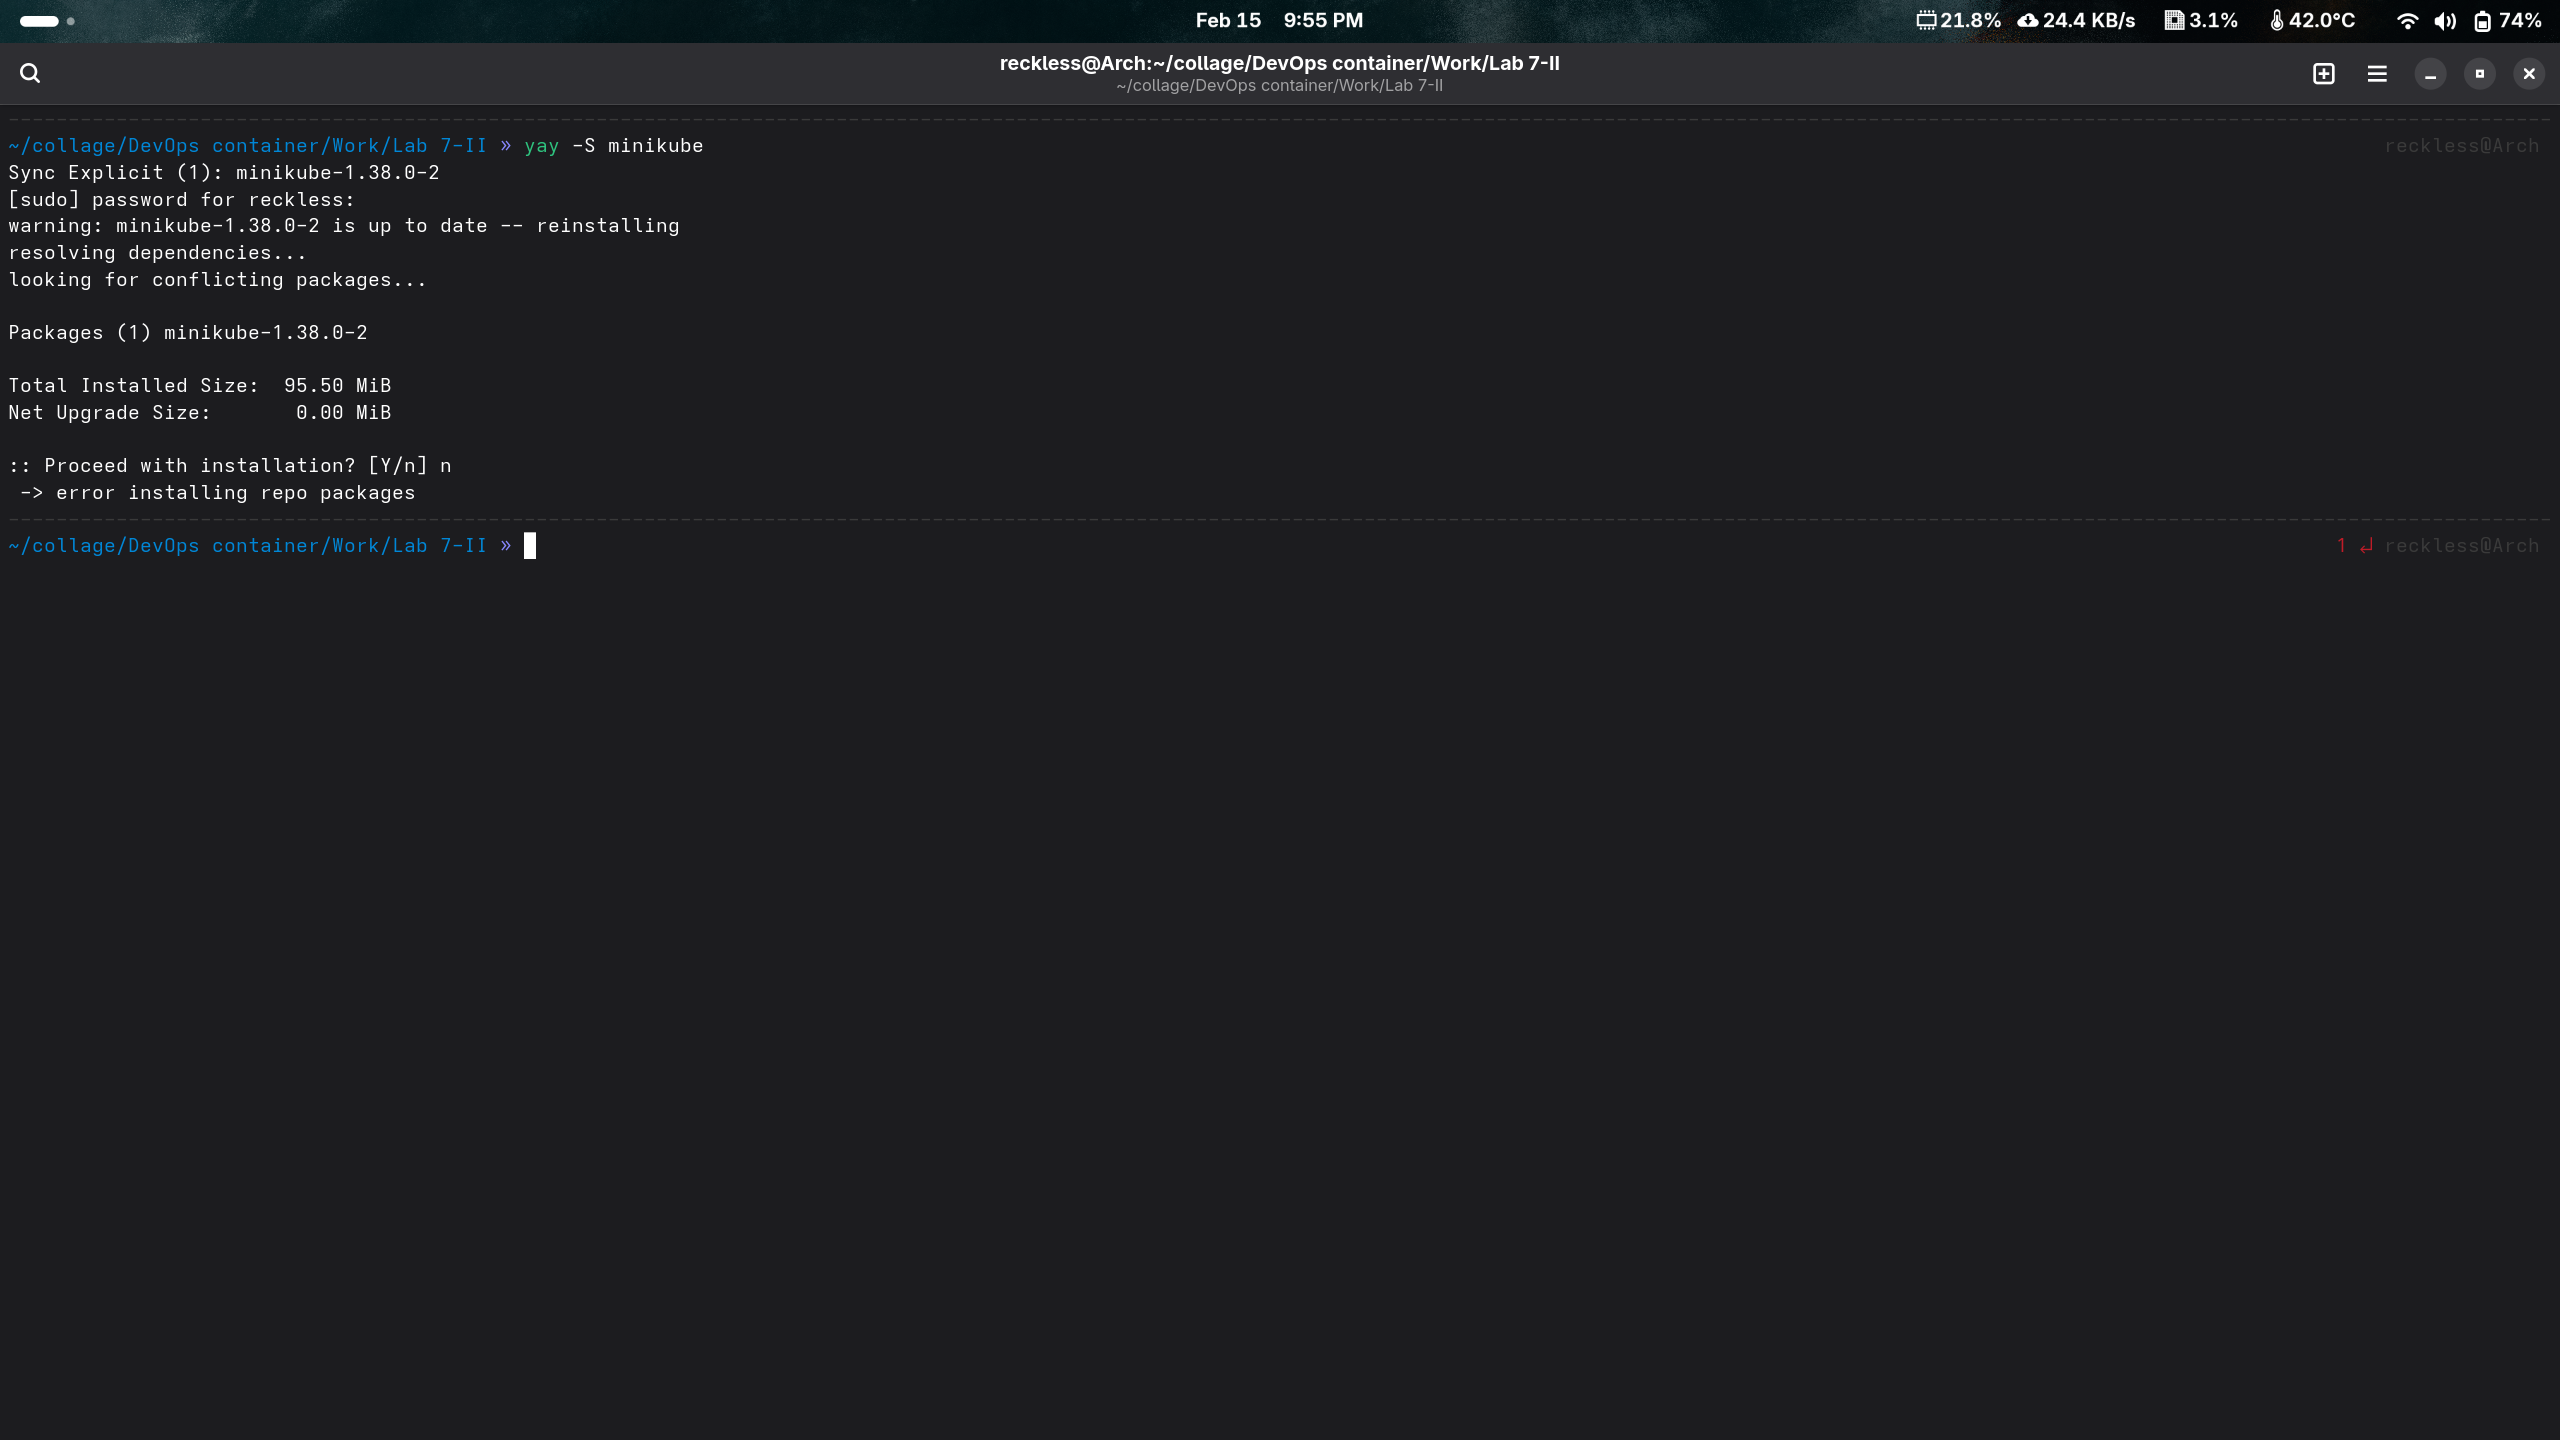 Feb 15 9:55 PM 21.8% 24.4 KB/s 3.1% 42.0°C 74%
reckless@Arch:~/collage/DevOps container/Work/Lab 7-II
~/collage/DevOps container/Work/Lab 7-II
~/collage/DevOps container/Work/Lab 7-II » yay -S minikube reckless@Arch
Sync Explicit (1): minikube-1.38.0-2
[sudo] password for reckless:
warning: minikube-1.38.0-2 is up to date -- reinstalling
resolving dependencies...
looking for conflicting packages...
Packages (1) minikube-1.38.0-2
Total Installed Size:  95.50 MiB
Net Upgrade Size:       0.00 MiB
:: Proceed with installation? [Y/n] n
 -> error installing repo packages
~/collage/DevOps container/Work/Lab 7-II » 1 ↵ reckless@Arch